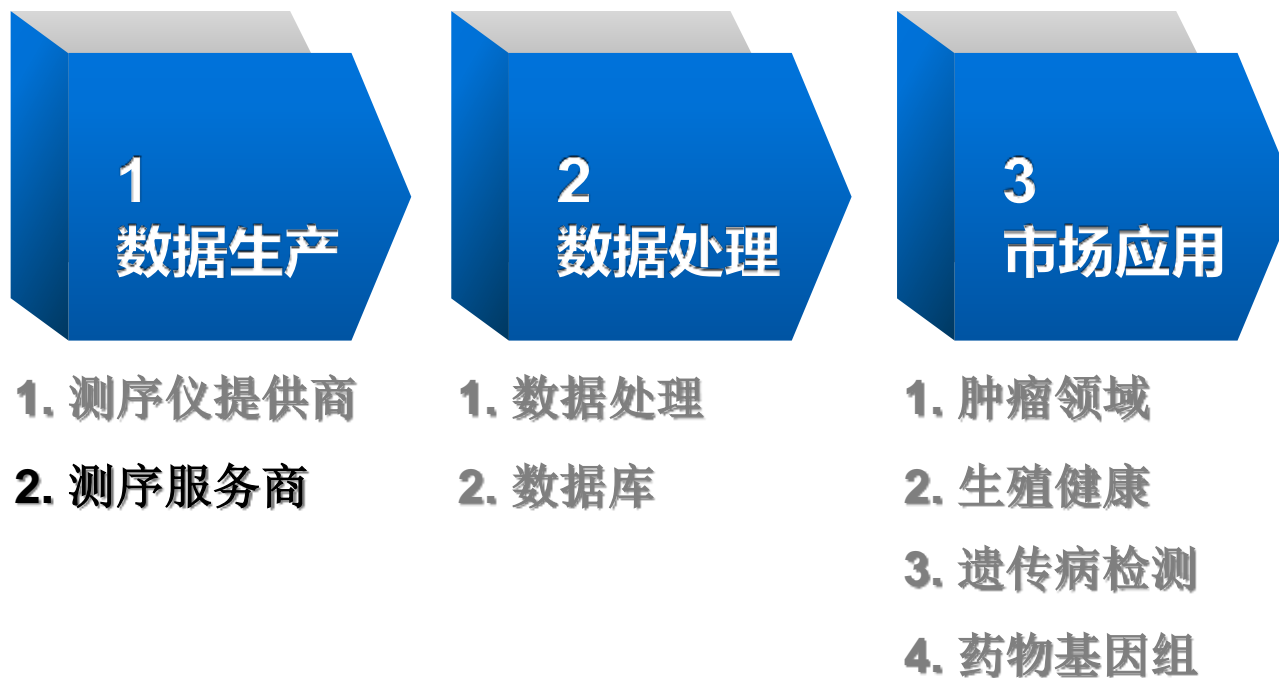 1
数据生产
1. 测序仪提供商
2. 测序服务商
2
数据处理
1. 数据处理
2. 数据库
3
市场应用
1. 肿瘤领域
2. 生殖健康
3. 遗传病检测
4. 药物基因组